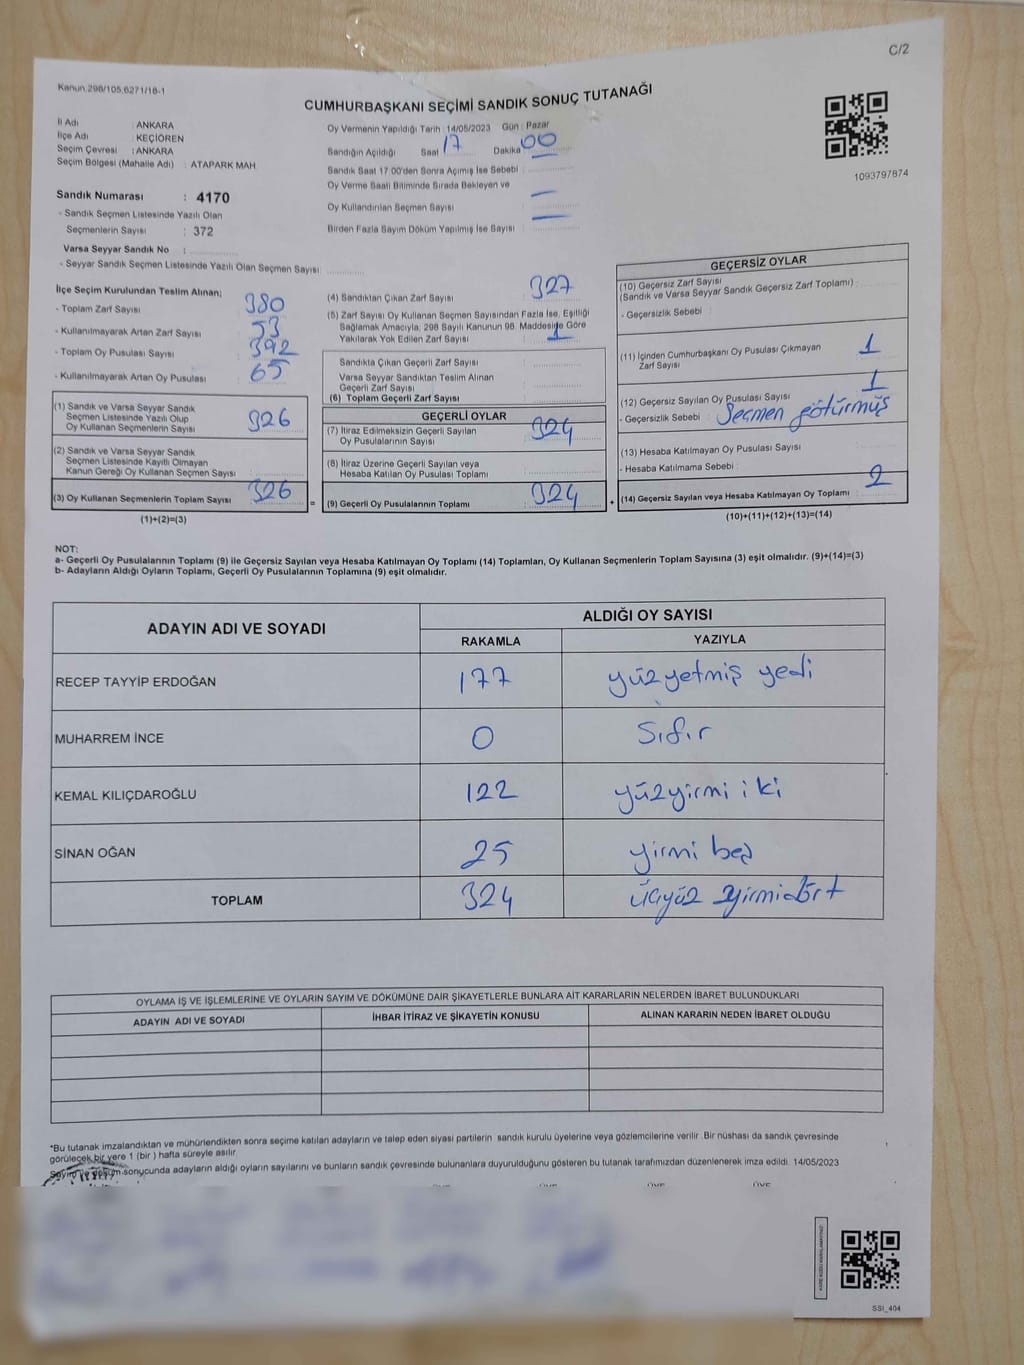 C/2
Kanun.298/105.6271/18-1
CUMHURBAŞKANI SEÇİMİ SANDIK SONUÇ TUTANAĞI
İl Adı : ANKARA
İlçe Adı : KEÇİÖREN
Seçim Çevresi : ANKARA
Seçim Bölgesi (Mahalle Adı) : ATAPARK MAH.
Sandık Numarası : 4170
- Sandık Seçmen Listesinde Yazılı Olan
Seçmenlerin Sayısı : 372
Varsa Seyyar Sandık No :
- Seyyar Sandık Seçmen Listesinde Yazılı Olan Seçmen Sayısı:
Oy Vermenin Yapıldığı Tarih : 14/05/2023 Gün : Pazar
Sandığın Açıldığı Saat 17 Dakika 00
Sandık Saat 17.00'den Sonra Açılmış İse Sebebi :
Oy Verme Saati Bitiminde Sırada Bekleyen ve
Oy Kullandırılan Seçmen Sayısı : —
Birden Fazla Sayım Döküm Yapılmış İse Sayısı : —
1093797874
İlçe Seçim Kurulundan Teslim Alınan;
- Toplam Zarf Sayısı : 380
- Kullanılmayarak Artan Zarf Sayısı : 53
- Toplam Oy Pusulası Sayısı : 392
- Kullanılmayarak Artan Oy Pusulası : 65
(1) Sandık ve Varsa Seyyar Sandık
Seçmen Listesinde Yazılı Olup
Oy Kullanan Seçmenlerin Sayısı : 326
(2) Sandık ve Varsa Seyyar Sandık
Seçmen Listesinde Kayıtlı Olmayan
Kanun Gereği Oy Kullanan Seçmen Sayısı :
(3) Oy Kullanan Seçmenlerin Toplam Sayısı : 326
(1)+(2)=(3)
(4) Sandıktan Çıkan Zarf Sayısı : 327
(5) Zarf Sayısı Oy Kullanan Seçmen Sayısından Fazla İse, Eşitliği
Sağlamak Amacıyla, 298 Sayılı Kanunun 98. Maddesine Göre
Yakılarak Yok Edilen Zarf Sayısı : 1
Sandıkta Çıkan Geçerli Zarf Sayısı :
Varsa Seyyar Sandıktan Teslim Alınan
Geçerli Zarf Sayısı :
(6) Toplam Geçerli Zarf Sayısı :
GEÇERLİ OYLAR
(7) İtiraz Edilmeksizin Geçerli Sayılan
Oy Pusulalarının Sayısı : 324
(8) İtiraz Üzerine Geçerli Sayılan veya
Hesaba Katılan Oy Pusulası Toplamı :
= (9) Geçerli Oy Pusulalarının Toplamı : 324
GEÇERSİZ OYLAR
(10) Geçersiz Zarf Sayısı
(Sandık ve Varsa Seyyar Sandık Geçersiz Zarf Toplamı) :
- Geçersizlik Sebebi :
(11) İçinden Cumhurbaşkanı Oy Pusulası Çıkmayan
Zarf Sayısı : 1
(12) Geçersiz Sayılan Oy Pusulası Sayısı : 1
- Geçersizlik Sebebi : Seçmen götürmüş
(13) Hesaba Katılmayan Oy Pusulası Sayısı :
- Hesaba Katılmama Sebebi :
+ (14) Geçersiz Sayılan veya Hesaba Katılmayan Oy Toplamı : 2
(10)+(11)+(12)+(13)=(14)
NOT:
a- Geçerli Oy Pusulalarının Toplamı (9) ile Geçersiz Sayılan veya Hesaba Katılmayan Oy Toplamı (14) Toplamları, Oy Kullanan Seçmenlerin Toplam Sayısına (3) eşit olmalıdır. (9)+(14)=(3)
b- Adayların Aldığı Oyların Toplamı, Geçerli Oy Pusulalarının Toplamına (9) eşit olmalıdır.
ADAYIN ADI VE SOYADI ALDIĞI OY SAYISI
RAKAMLA YAZIYLA
RECEP TAYYİP ERDOĞAN 177 yüzyetmiş yedi
MUHARREM İNCE 0 Sıfır
KEMAL KILIÇDAROĞLU 122 yüzyirmi iki
SİNAN OĞAN 25 yirmi beş
TOPLAM 324 üçyüz yirmidört
OYLAMA İŞ VE İŞLEMLERİNE VE OYLARIN SAYIM VE DÖKÜMÜNE DAİR ŞİKAYETLERLE BUNLARA AİT KARARLARIN NELERDEN İBARET BULUNDUKLARI
ADAYIN ADI VE SOYADI İHBAR İTİRAZ VE ŞİKAYETİN KONUSU ALINAN KARARIN NEDEN İBARET OLDUĞU
*Bu tutanak imzalandıktan ve mühürlendikten sonra seçime katılan adayların ve talep eden siyasi partilerin sandık kurulu üyelerine veya gözlemcilerine verilir. Bir nüshası da sandık çevresinde
görülecek bir yere 1 (bir ) hafta süreyle asılır.
Sayım ve döküm sonucunda adayların aldığı oyların sayılarını ve bunların sandık çevresinde bulunanlara duyurulduğunu gösteren bu tutanak tarafımızdan düzenlenerek imza edildi. 14/05/2023
ÜYE ÜYE ÜYE ÜYE
SSI_404